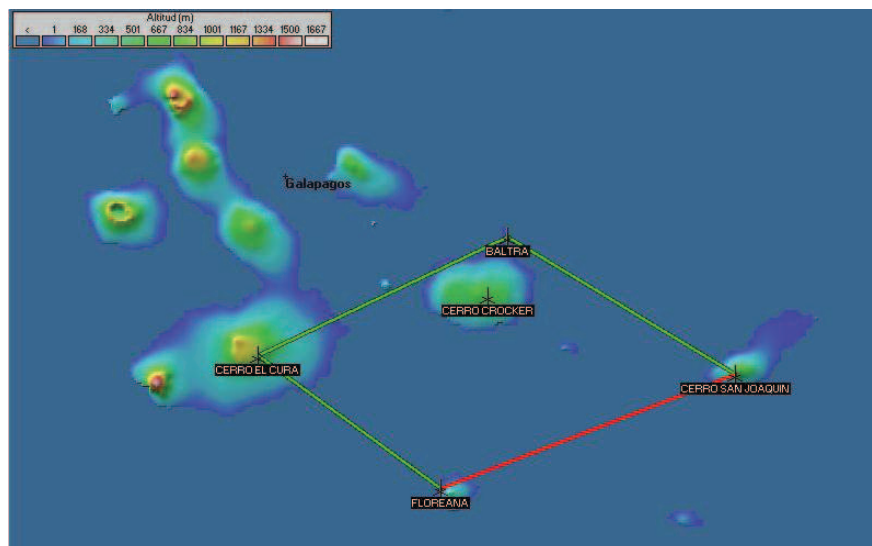 Altitud (m)
< 1 168 334 501 667 834 1001 1167 1334 1500 1667
Galapagos
BALTRA
CERRO CROCKER
CERRO EL CURA
CERRO SAN JOAQUIN
FLOREANA